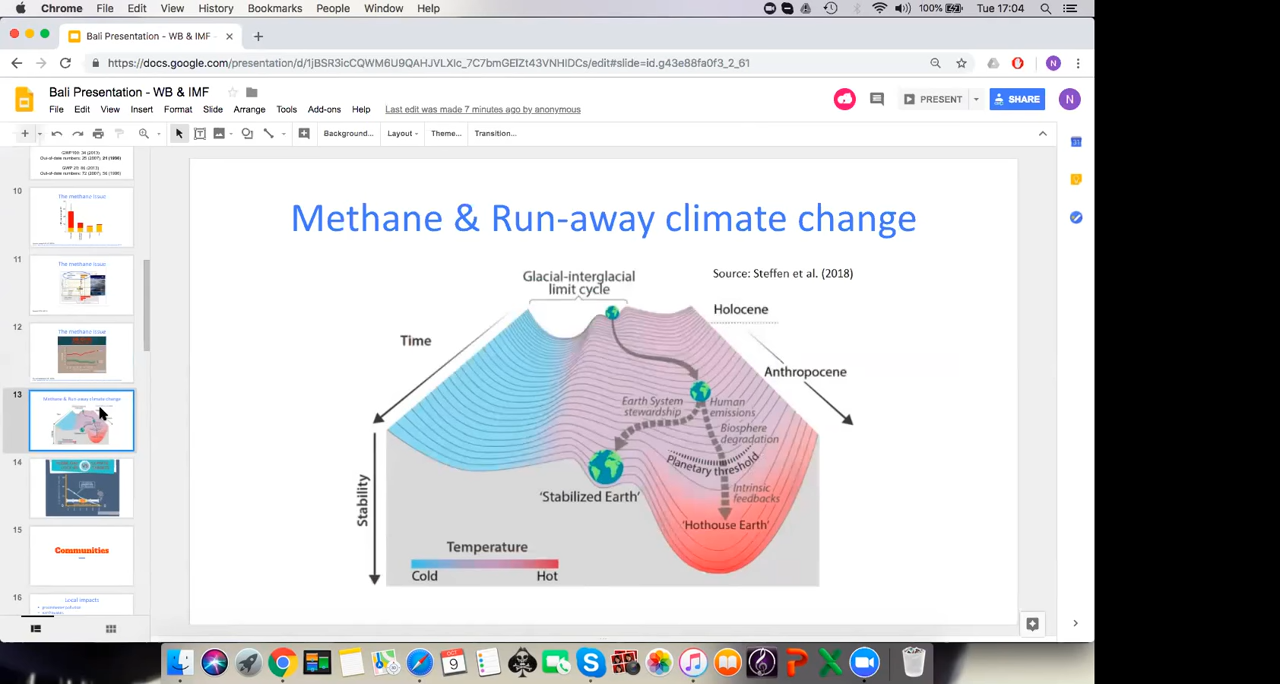 Chrome File Edit View History Bookmarks People Window Help 100% Tue 17:04
Bali Presentation - WB & IMF
https://docs.google.com/presentation/d/1jBSR3icCQWM6U9QAHJVLXlc_7C7bmGEIZt43VNHIDCs/edit#slide=id.g43e88fa0f3_2_61
Bali Presentation - WB & IMF
PRESENT
SHARE
File Edit View Insert Format Slide Arrange Tools Add-ons Help Last edit was made 7 minutes ago by anonymous
Background... Layout Theme... Transition...
10
The methane issue
11
The methane issue
12
The methane issue
13
Methane & Run-away climate change
14
15
Communities
16
Local impacts
Methane & Run-away climate change
Source: Steffen et al. (2018)
Glacial-interglacial
limit cycle
Holocene
Time
Anthropocene
Earth System
stewardship
Human
emissions
Biosphere
degradation
Planetary threshold
Intrinsic
feedbacks
Stability
'Stabilized Earth'
'Hothouse Earth'
Temperature
Cold Hot
9